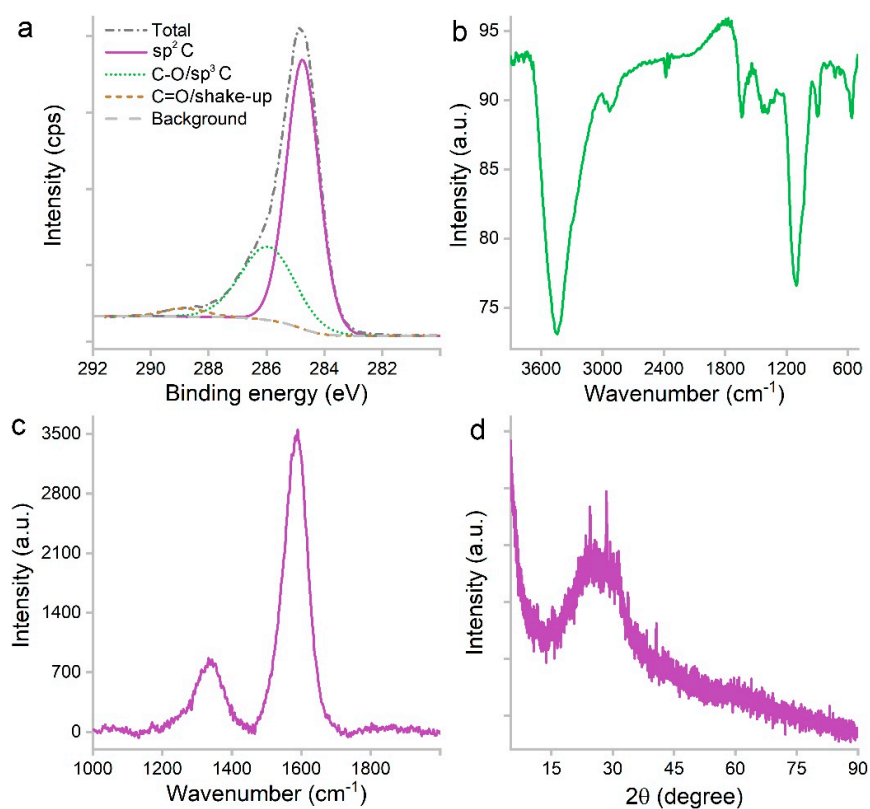 a
Total
sp² C
C-O/sp³ C
C=O/shake-up
Background
Intensity (cps)
292 290 288 286 284 282
Binding energy (eV)
b
95
90
85
80
75
Intensity (a.u.)
3600 3000 2400 1800 1200 600
Wavenumber (cm⁻¹)
c
3500
2800
2100
1400
700
0
Intensity (a.u.)
1000 1200 1400 1600 1800
Wavenumber (cm⁻¹)
d
Intensity (a.u.)
15 30 45 60 75 90
2θ (degree)